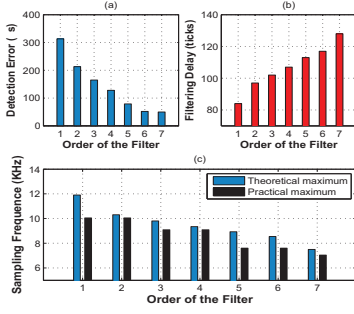 (a)
400
300
200
100
0
Detection Error ( s)
1 2 3 4 5 6 7
Order of the Filter
(b)
140
120
100
80
Filtering Delay (ticks)
1 2 3 4 5 6 7
Order of the Filter
(c)
14
12
10
8
6
Sampling Frequence (KHz)
Theoretical maximum
Practical maximum
1 2 3 4 5 6 7
Order of the Filter